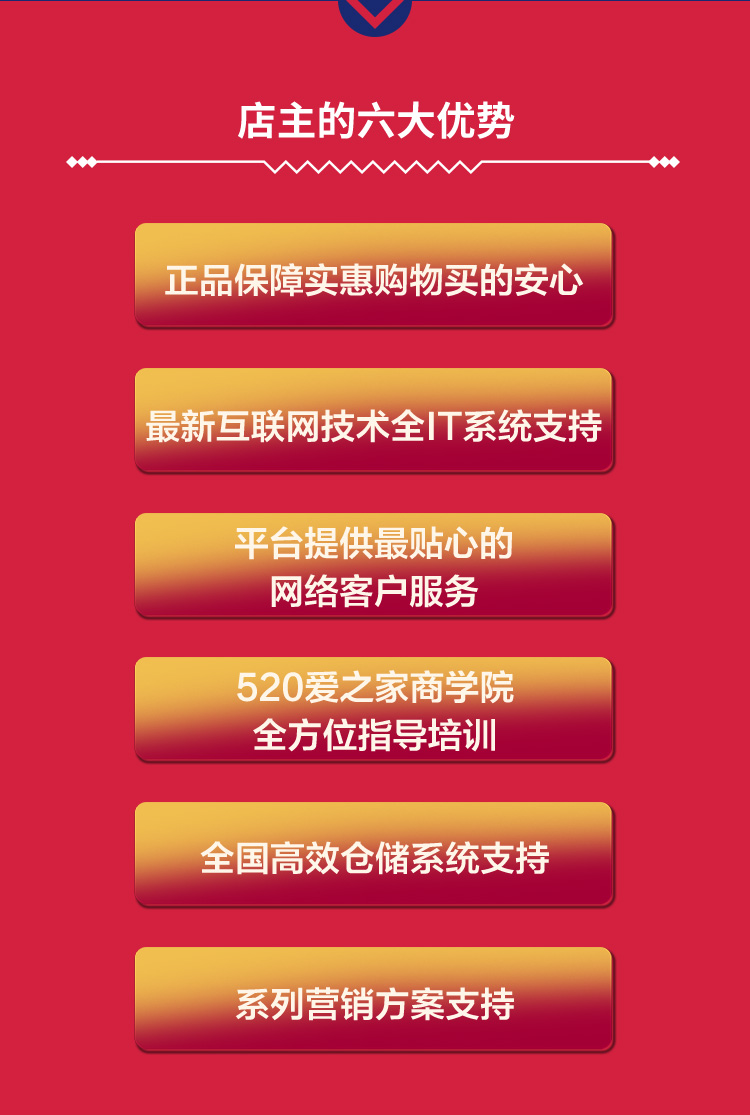 店主的六大优势
正品保障实惠购物买的安心
最新互联网技术全IT系统支持
平台提供最贴心的
网络客户服务
520爱之家商学院
全方位指导培训
全国高效仓储系统支持
系列营销方案支持